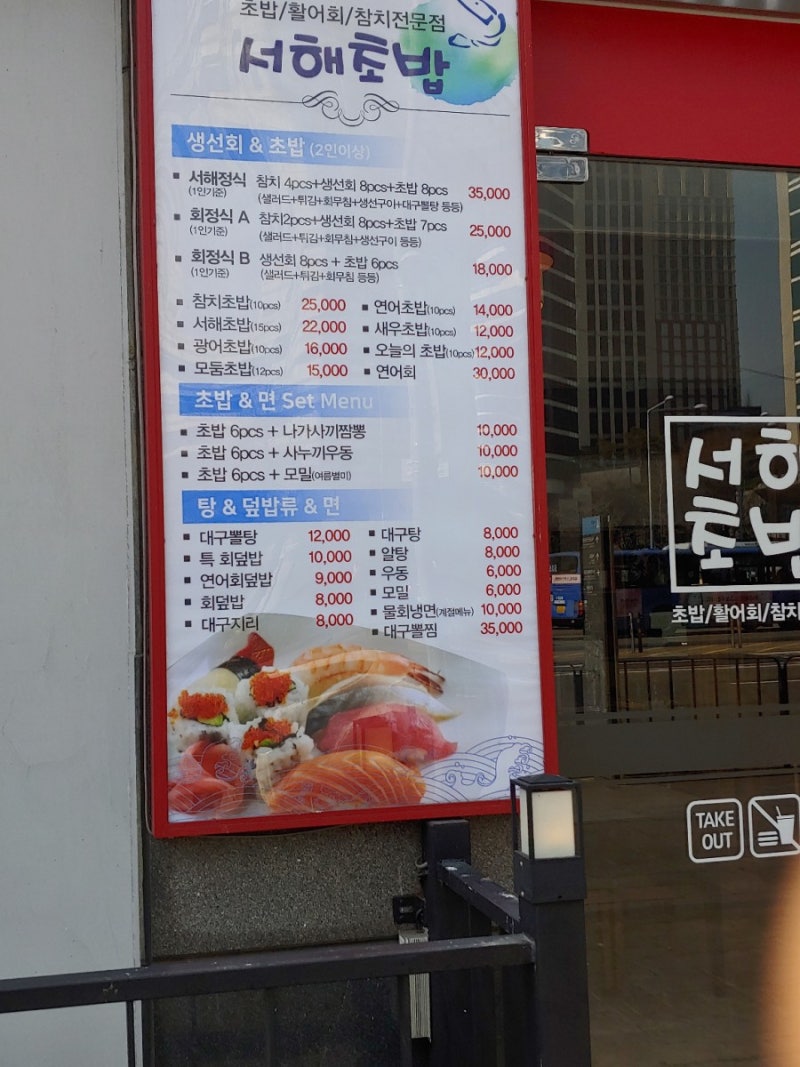 초밥/활어회/참치전문점
서해초밥
생선회 & 초밥 (2인이상)
서해정식 참치 4pcs+생선회 8pcs+초밥 8pcs 35,000
(1인기준) (샐러드+튀김+회무침+생선구이+대구뽈탕 등등)
회정식 A 참치2pcs+생선회 8pcs+초밥 7pcs 25,000
(1인기준) (샐러드+튀김+회무침+생선구이 등등)
회정식 B 생선회 8pcs + 초밥 6pcs 18,000
(1인기준) (샐러드+튀김+회무침 등등)
참치초밥(10pcs) 25,000
서해초밥(15pcs) 22,000
광어초밥(10pcs) 16,000
모둠초밥(12pcs) 15,000
연어초밥(10pcs) 14,000
새우초밥(10pcs) 12,000
오늘의 초밥(10pcs) 12,000
연어회 30,000
초밥 & 면 Set Menu
초밥 6pcs + 나가사끼짬뽕 10,000
초밥 6pcs + 사누끼우동 10,000
초밥 6pcs + 모밀(여름별미) 10,000
탕 & 덮밥류 & 면
대구뽈탕 12,000
특 회덮밥 10,000
연어회덮밥 9,000
회덮밥 8,000
대구지리 8,000
대구탕 8,000
알탕 8,000
우동 6,000
모밀 6,000
물회냉면(계절메뉴) 10,000
대구뽈찜 35,000
서해
초밥
초밥/활어회/참치
TAKE
OUT